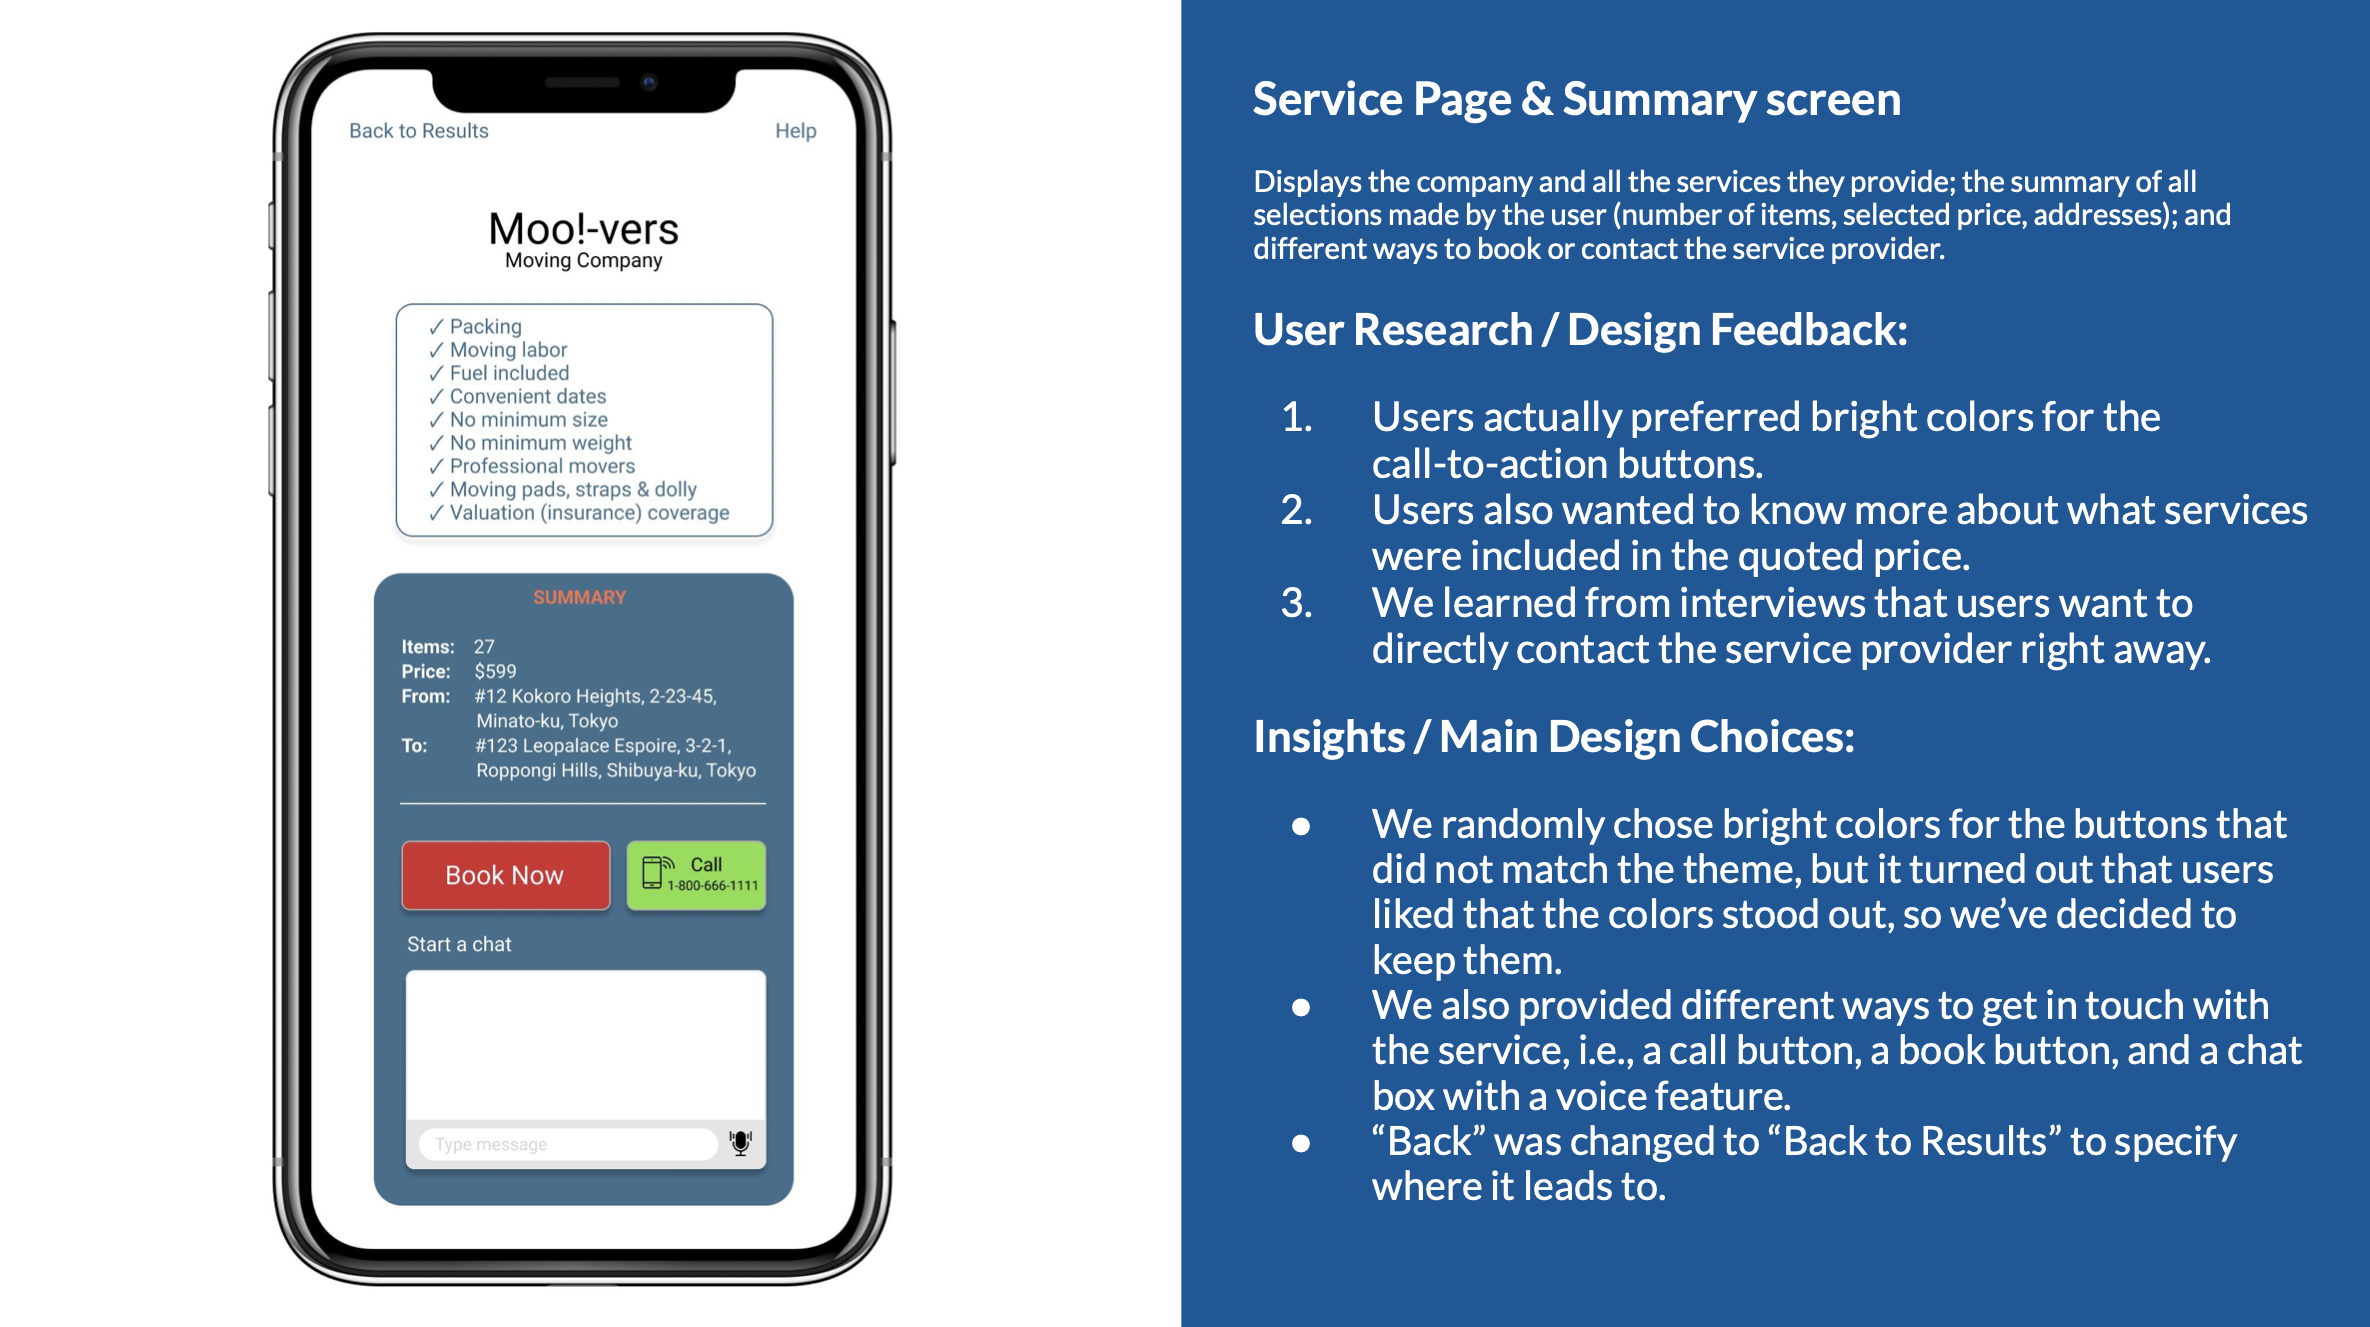 Back to Results
Help
Moo!-vers
Moving Company
✓ Packing
✓ Moving labor
✓ Fuel included
✓ Convenient dates
✓ No minimum size
✓ No minimum weight
✓ Professional movers
✓ Moving pads, straps & dolly
✓ Valuation (insurance) coverage
SUMMARY
Items: 27
Price: $599
From: #12 Kokoro Heights, 2-23-45,
Minato-ku, Tokyo
To: #123 Leopalace Espoire, 3-2-1,
Roppongi Hills, Shibuya-ku, Tokyo
Book Now
Call
1-800-666-1111
Start a chat
Type message
Service Page & Summary screen
Displays the company and all the services they provide; the summary of all
selections made by the user (number of items, selected price, addresses); and
different ways to book or contact the service provider.
User Research / Design Feedback:
1. Users actually preferred bright colors for the
call-to-action buttons.
2. Users also wanted to know more about what services
were included in the quoted price.
3. We learned from interviews that users want to
directly contact the service provider right away.
Insights / Main Design Choices:
● We randomly chose bright colors for the buttons that
did not match the theme, but it turned out that users
liked that the colors stood out, so we’ve decided to
keep them.
● We also provided different ways to get in touch with
the service, i.e., a call button, a book button, and a chat
box with a voice feature.
● “Back” was changed to “Back to Results” to specify
where it leads to.